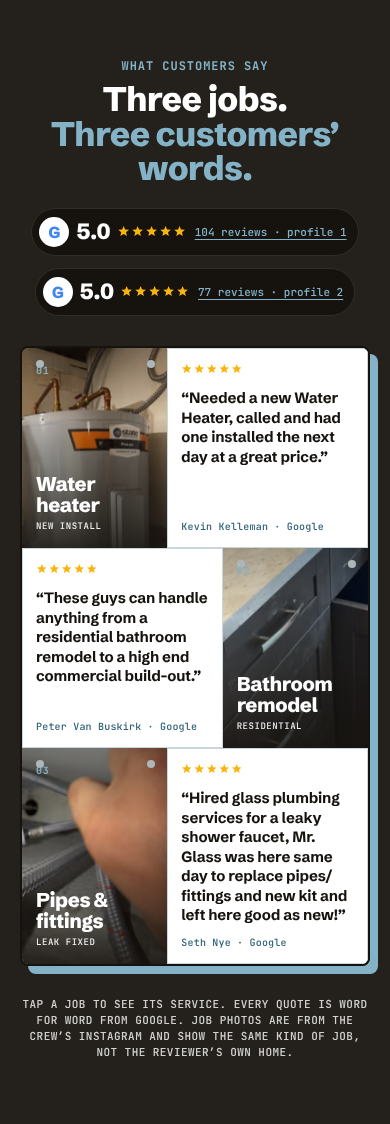 WHAT CUSTOMERS SAY
Three jobs.
Three customers’
words.
G 5.0 ★★★★★ 104 reviews · profile 1
G 5.0 ★★★★★ 77 reviews · profile 2
01
Water
heater
NEW INSTALL
★★★★★
“Needed a new Water
Heater, called and had
one installed the next
day at a great price.”
Kevin Kelleman · Google
★★★★★
“These guys can handle
anything from a
residential bathroom
remodel to a high end
commercial build-out.”
Peter Van Buskirk · Google
Bathroom
remodel
RESIDENTIAL
03
Pipes &
fittings
LEAK FIXED
★★★★★
“Hired glass plumbing
services for a leaky
shower faucet, Mr.
Glass was here same
day to replace pipes/
fittings and new kit and
left here good as new!”
Seth Nye · Google
TAP A JOB TO SEE ITS SERVICE. EVERY QUOTE IS WORD
FOR WORD FROM GOOGLE. JOB PHOTOS ARE FROM THE
CREW’S INSTAGRAM AND SHOW THE SAME KIND OF JOB,
NOT THE REVIEWER’S OWN HOME.